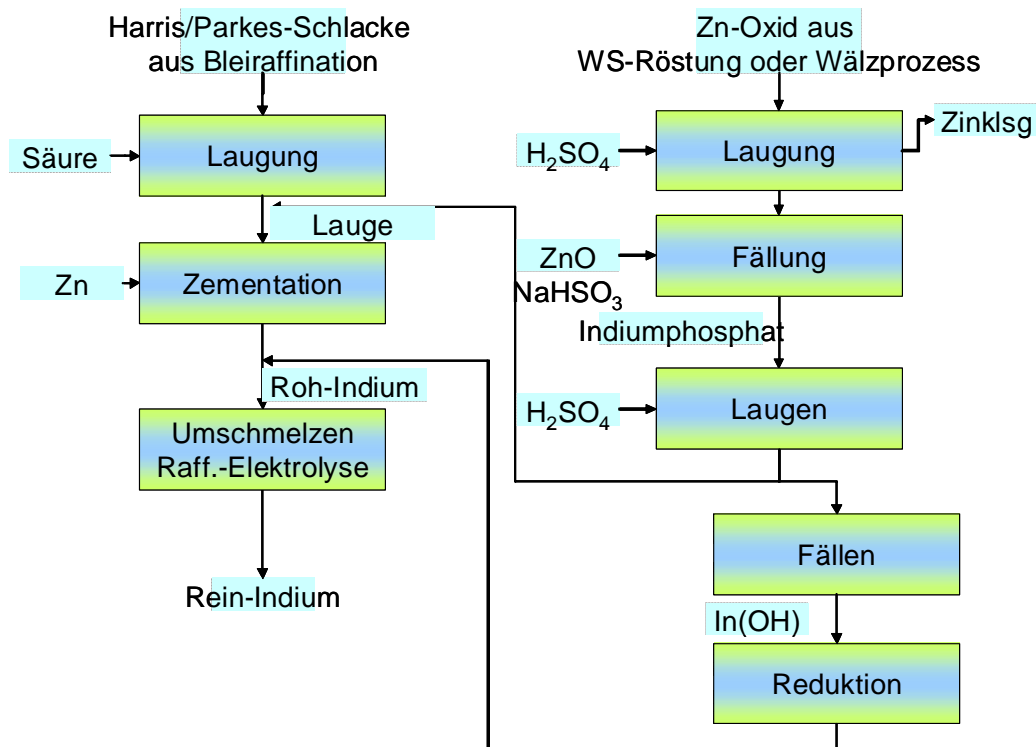 Harris/Parkes-Schlacke
aus Bleiraffination
Säure
Laugung
Lauge
Zn
Zementation
Roh-Indium
Umschmelzen
Raff.-Elektrolyse
Rein-Indium
Zn-Oxid aus
WS-Röstung oder Wälzprozess
Zinklsg
H₂SO₄
Laugung
ZnO
NaHSO₃
Fällung
Indiumphosphat
H₂SO₄
Laugen
Fällen
In(OH)
Reduktion